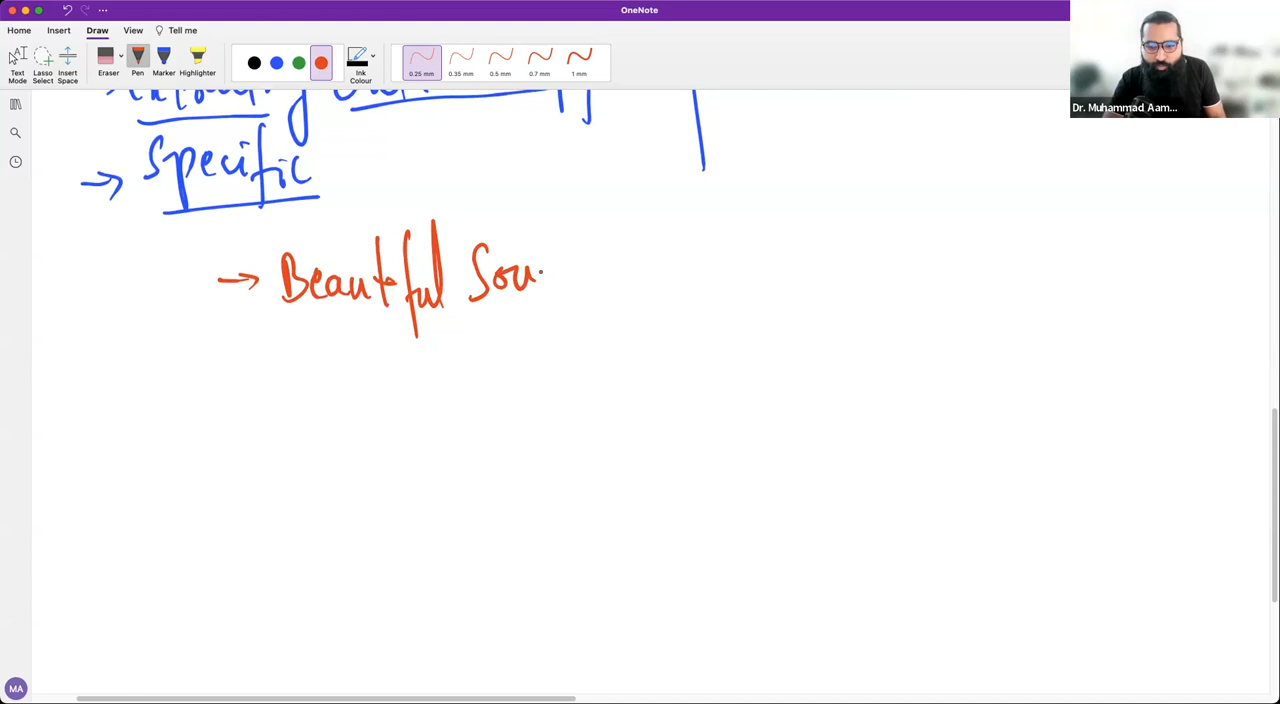 OneNote
Home Insert Draw View Tell me
Text Mode Lasso Select Insert Space Eraser Pen Marker Highlighter Ink Colour 0.25 mm 0.35 mm 0.5 mm 0.7 mm 1 mm
Dr. Muhammad Aam...
→ Specific
→ Beautiful Sou
MA